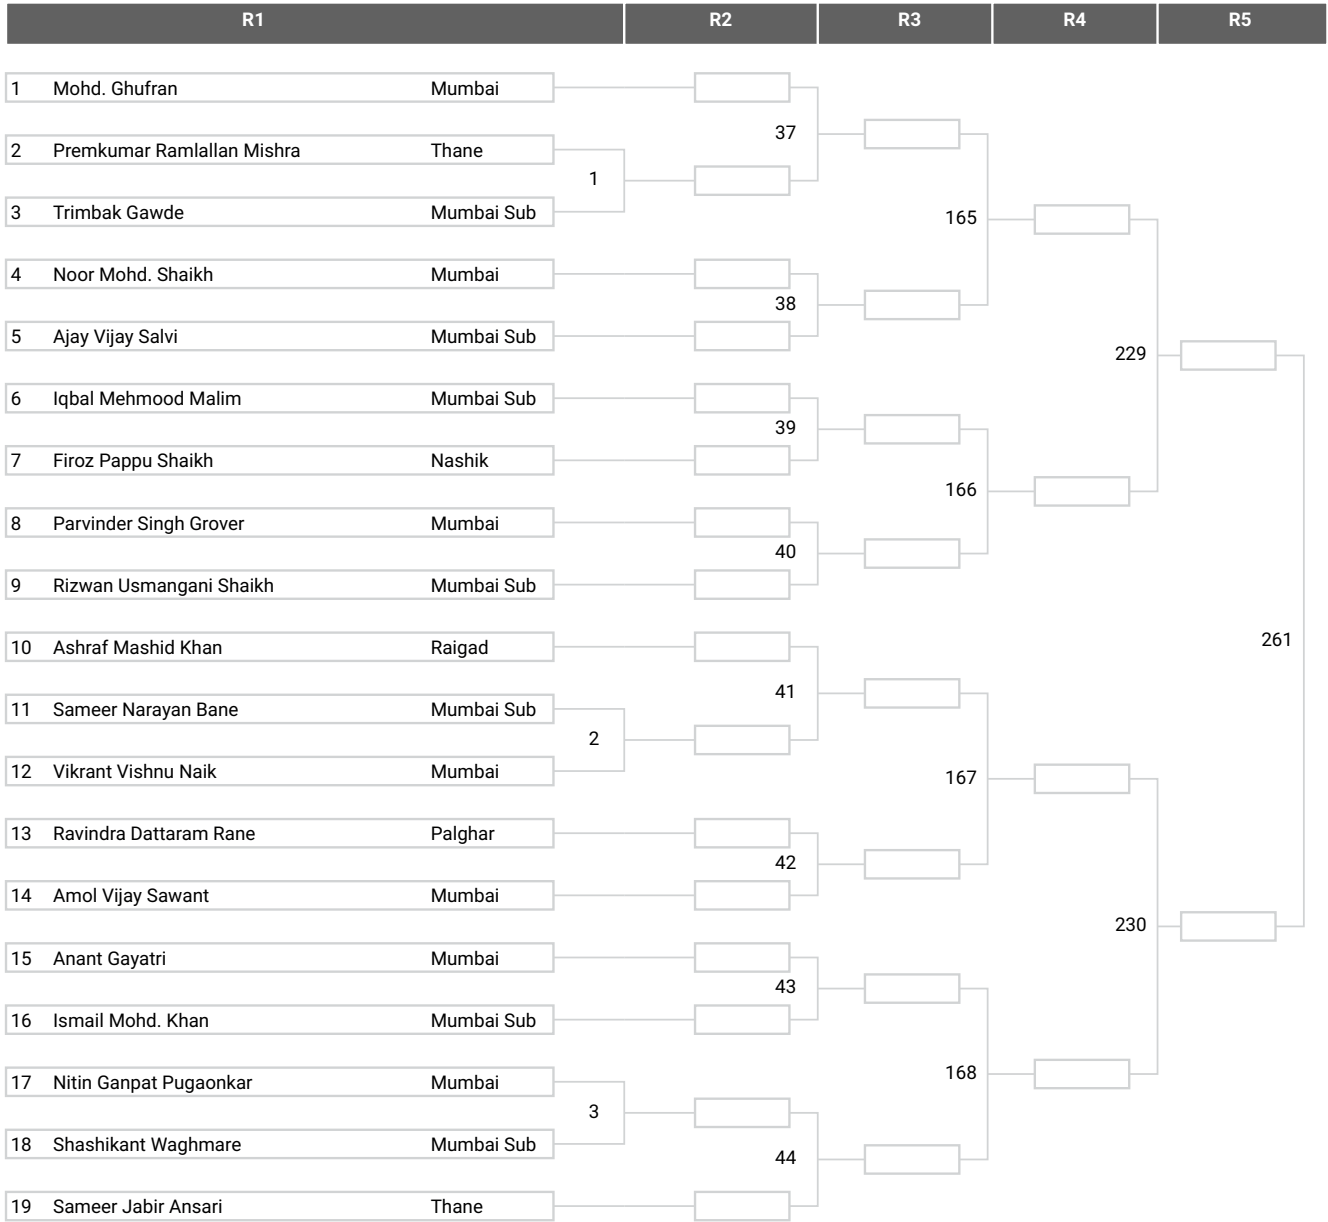 R1 R2 R3 R4 R5
1 Mohd. Ghufran Mumbai
37
2 Premkumar Ramlallan Mishra Thane
1
3 Trimbak Gawde Mumbai Sub
165
4 Noor Mohd. Shaikh Mumbai
38
5 Ajay Vijay Salvi Mumbai Sub
229
6 Iqbal Mehmood Malim Mumbai Sub
39
7 Firoz Pappu Shaikh Nashik
166
8 Parvinder Singh Grover Mumbai
40
9 Rizwan Usmangani Shaikh Mumbai Sub
261
10 Ashraf Mashid Khan Raigad
41
11 Sameer Narayan Bane Mumbai Sub
2
12 Vikrant Vishnu Naik Mumbai
167
13 Ravindra Dattaram Rane Palghar
42
14 Amol Vijay Sawant Mumbai
230
15 Anant Gayatri Mumbai
43
16 Ismail Mohd. Khan Mumbai Sub
168
17 Nitin Ganpat Pugaonkar Mumbai
3
18 Shashikant Waghmare Mumbai Sub
44
19 Sameer Jabir Ansari Thane